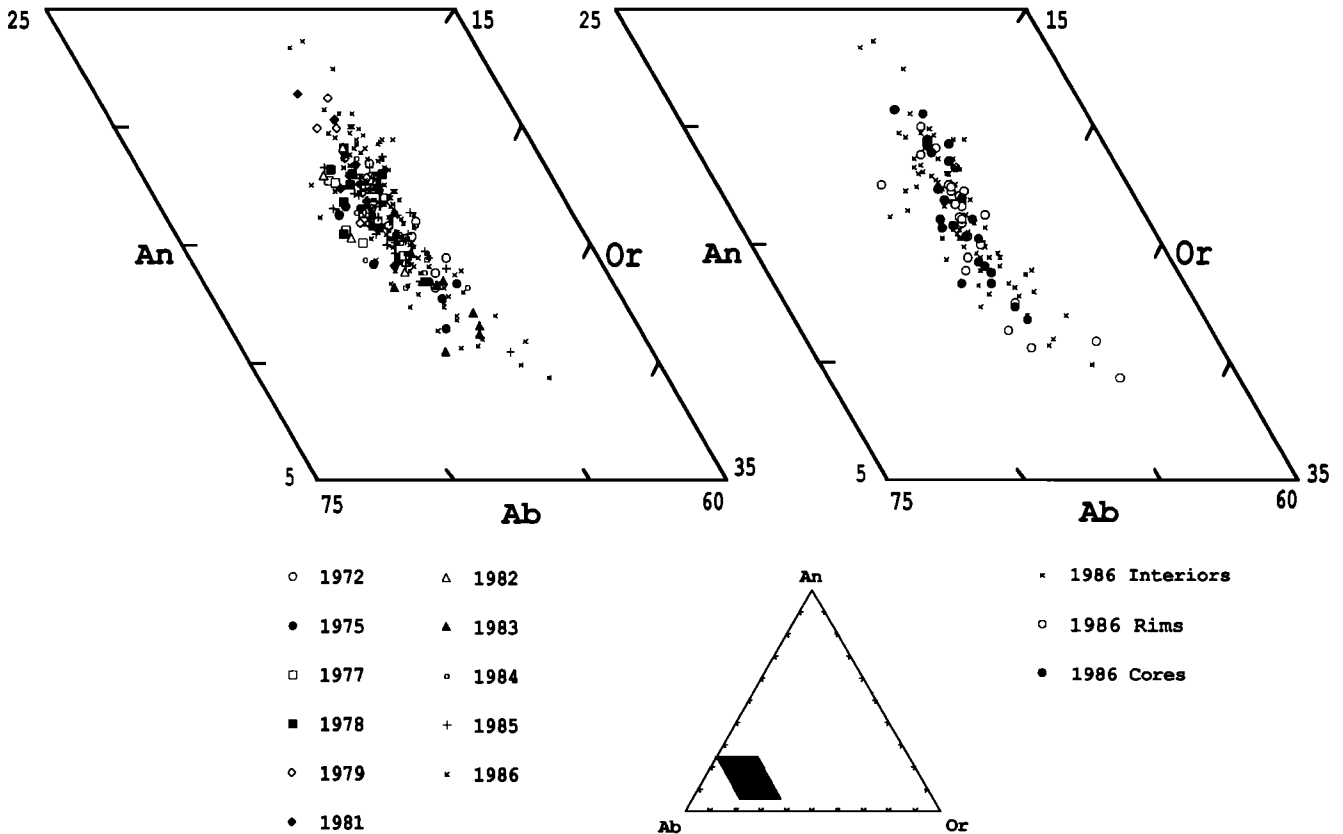 25 15 25 15
An Or An Or
5 75 Ab 60 35 5 75 Ab 60 35
1972 1982
1975 1983
1977 1984
1978 1985
1979 1986
1981
An
Ab Or
1986 Interiors
1986 Rims
1986 Cores